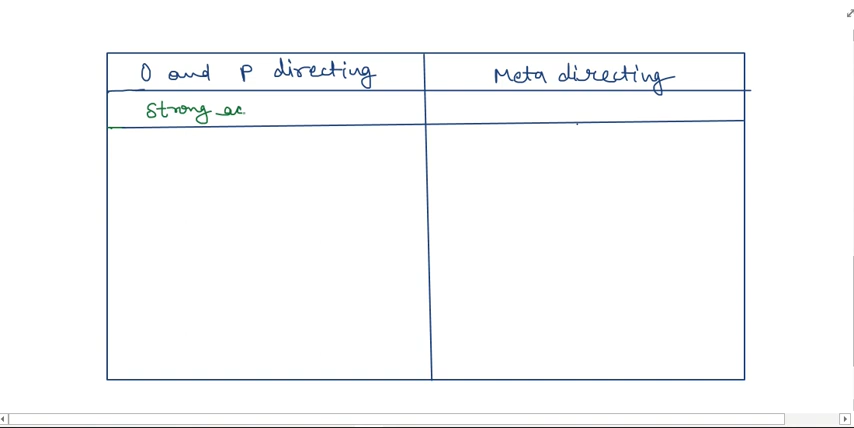 O and P directing
Meta directing
Strong ac